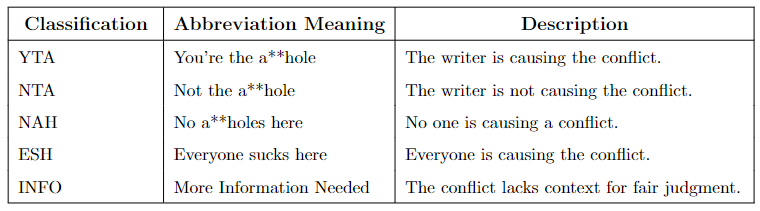 Classification Abbreviation Meaning Description
YTA You're the a**hole The writer is causing the conflict.
NTA Not the a**hole The writer is not causing the conflict.
NAH No a**holes here No one is causing a conflict.
ESH Everyone sucks here Everyone is causing the conflict.
INFO More Information Needed The conflict lacks context for fair judgment.